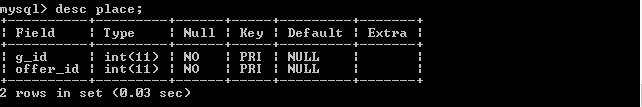 mysql> desc place;
+----------+---------+------+-----+---------+-------+
| Field    | Type    | Null | Key | Default | Extra |
+----------+---------+------+-----+---------+-------+
| g_id     | int(11) | NO   | PRI | NULL    |       |
| offer_id | int(11) | NO   | PRI | NULL    |       |
+----------+---------+------+-----+---------+-------+
2 rows in set (0.03 sec)